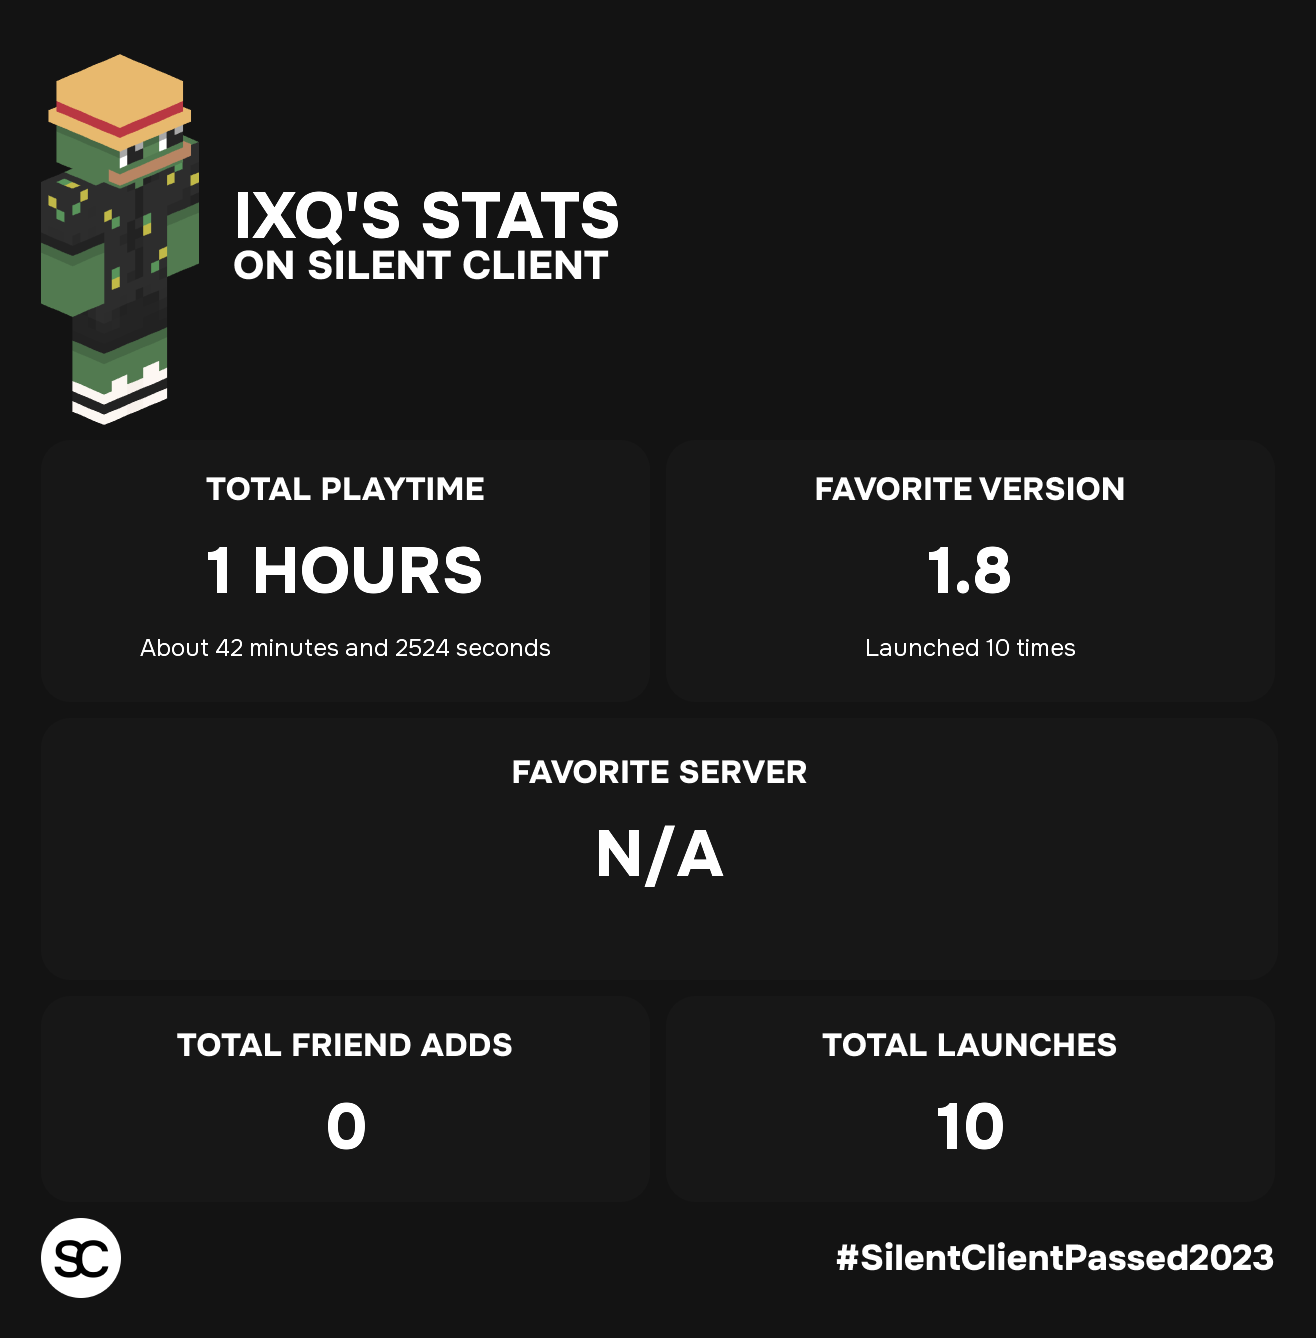 IXQ'S STATS
ON SILENT CLIENT
TOTAL PLAYTIME
1 HOURS
About 42 minutes and 2524 seconds
FAVORITE VERSION
1.8
Launched 10 times
FAVORITE SERVER
N/A
TOTAL FRIEND ADDS
0
TOTAL LAUNCHES
10
SC
#SilentClientPassed2023